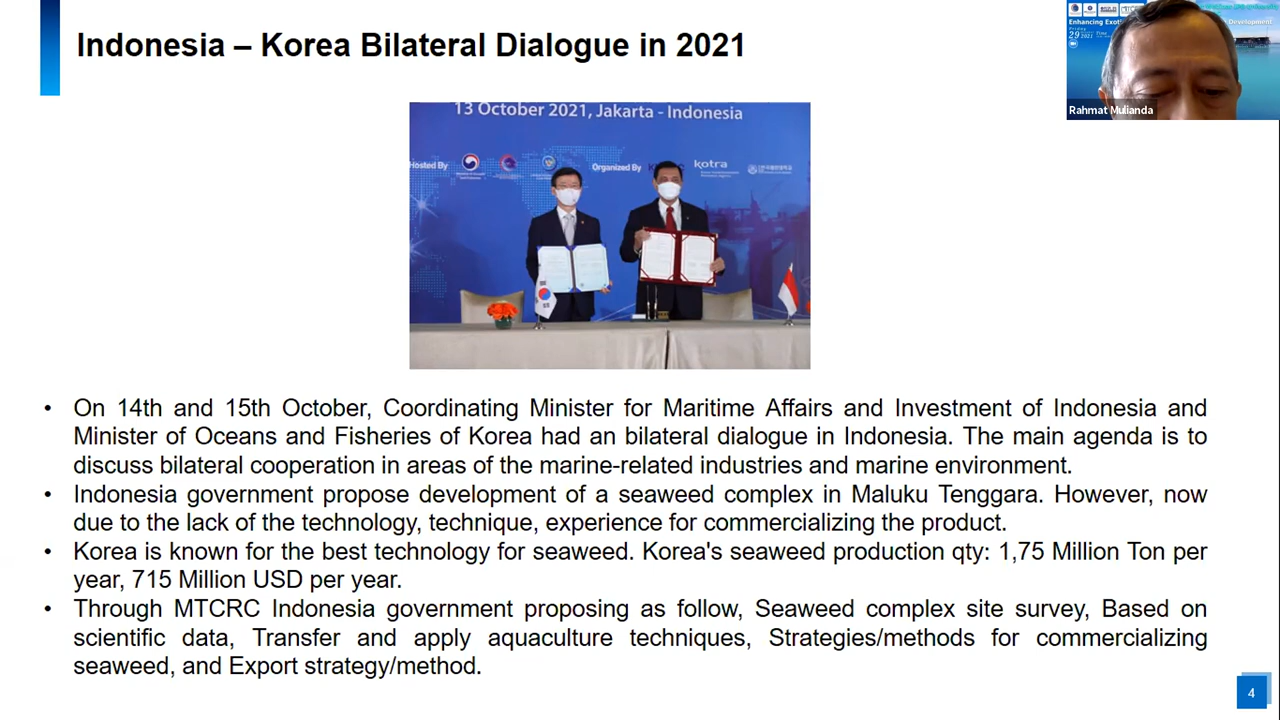 Indonesia – Korea Bilateral Dialogue in 2021
Enhancing Exot
Development
29
2021
Rahmat Mulianda
13 October 2021, Jakarta - Indonesia
Hosted By
Organized By
kotra
On 14th and 15th October, Coordinating Minister for Maritime Affairs and Investment of Indonesia and
Minister of Oceans and Fisheries of Korea had an bilateral dialogue in Indonesia. The main agenda is to
discuss bilateral cooperation in areas of the marine-related industries and marine environment.
Indonesia government propose development of a seaweed complex in Maluku Tenggara. However, now
due to the lack of the technology, technique, experience for commercializing the product.
Korea is known for the best technology for seaweed. Korea's seaweed production qty: 1,75 Million Ton per
year, 715 Million USD per year.
Through MTCRC Indonesia government proposing as follow, Seaweed complex site survey, Based on
scientific data, Transfer and apply aquaculture techniques, Strategies/methods for commercializing
seaweed, and Export strategy/method.
4